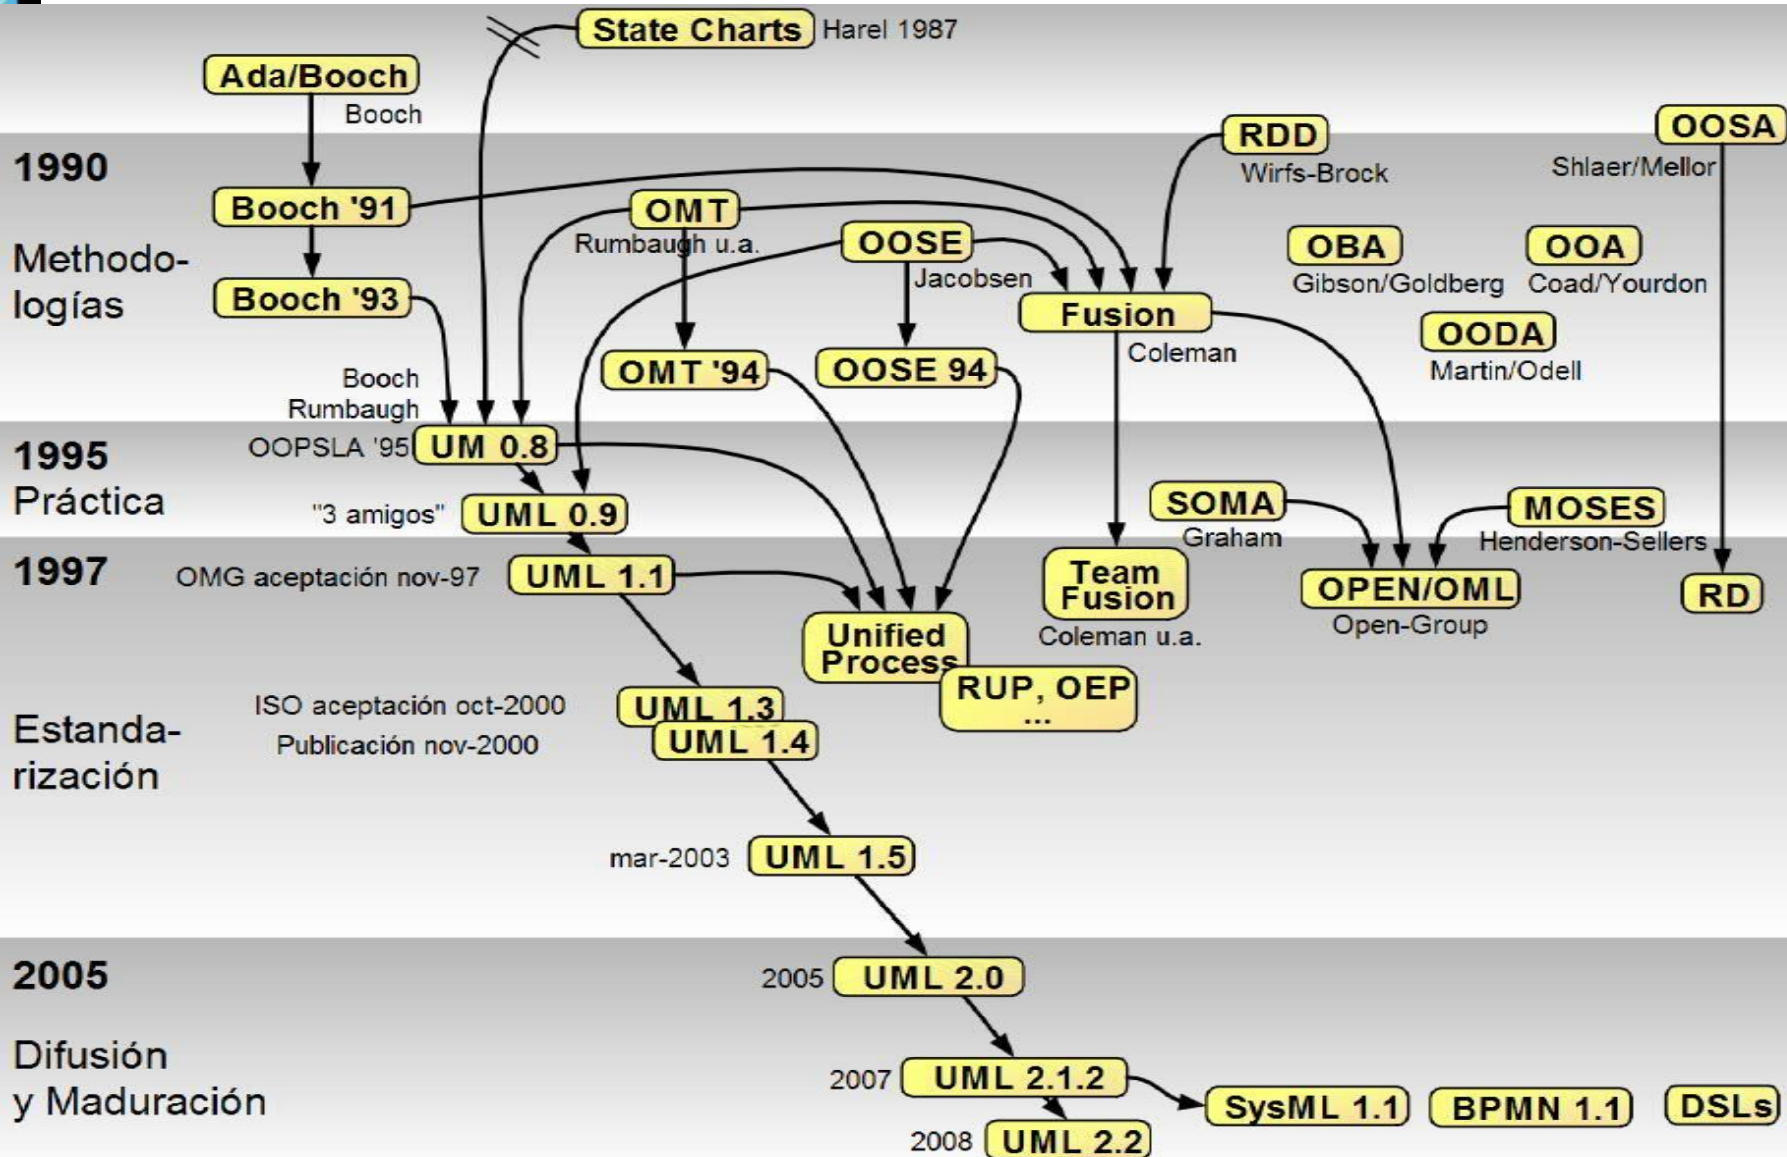 State Charts Harel 1987
Ada/Booch
Booch
RDD
Wirfs-Brock
OOSA
Shlaer/Mellor
1990
Booch '91
OMT
Rumbaugh u.a.
OOSE
Jacobsen
OBA
Gibson/Goldberg
OOA
Coad/Yourdon
Methodo-
logías
Booch '93
Fusion
Coleman
OODA
Martin/Odell
OMT '94
OOSE 94
Booch
Rumbaugh
OOPSLA '95
UM 0.8
1995
Práctica
"3 amigos"
UML 0.9
SOMA
Graham
MOSES
Henderson-Sellers
1997
OMG aceptación nov-97
UML 1.1
Team
Fusion
Coleman u.a.
OPEN/OML
Open-Group
RD
Unified
Process
RUP, OEP
...
Estanda-
rización
ISO aceptación oct-2000
UML 1.3
Publicación nov-2000
UML 1.4
mar-2003
UML 1.5
2005
2005
UML 2.0
Difusión
y Maduración
2007
UML 2.1.2
SysML 1.1
BPMN 1.1
DSLs
2008
UML 2.2